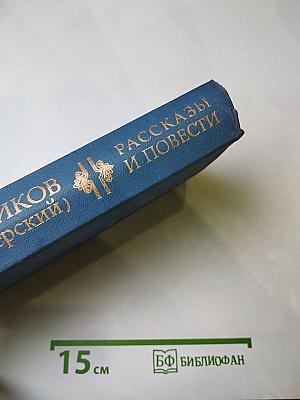 ИКОВ
ерский)
РАССКАЗЫ
И ПОВЕСТИ
15 см
БФ БИБЛИОФАН